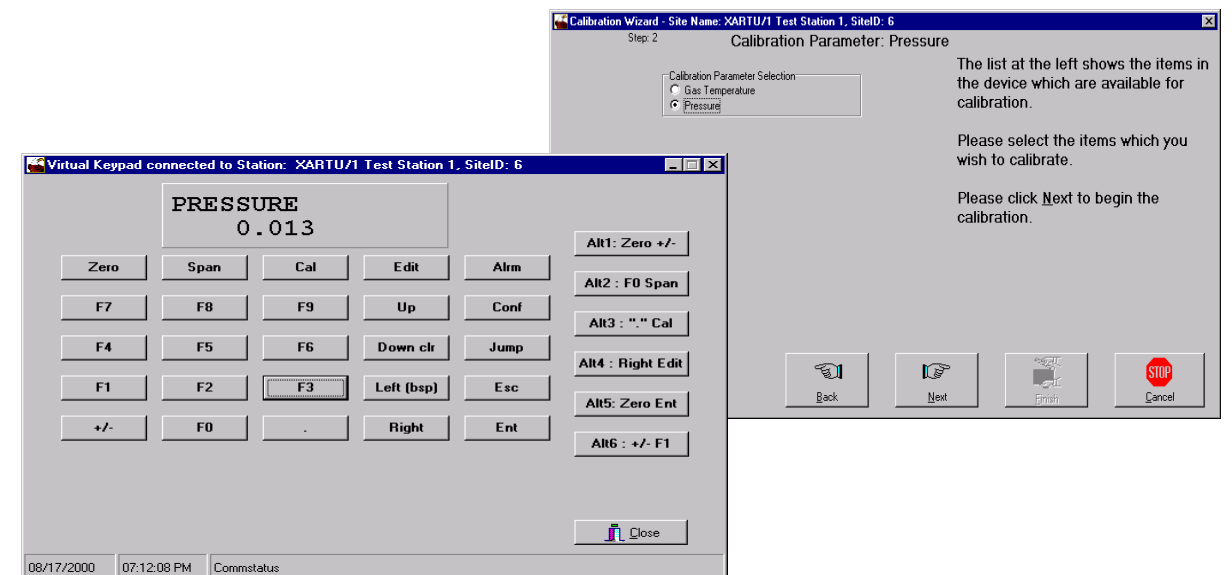 Calibration Wizard - Site Name: XARTU/1 Test Station 1, SiteID: 6
Step: 2
Calibration Parameter: Pressure
Calibration Parameter Selection
Gas Temperature
Pressure
The list at the left shows the items in
the device which are available for
calibration.
Please select the items which you
wish to calibrate.
Please click Next to begin the
calibration.
Back
Next
Finish
STOP
Cancel
Virtual Keypad connected to Station: XARTU/1 Test Station 1, SiteID: 6
PRESSURE
0.013
Zero Span Cal Edit Alrm
F7 F8 F9 Up Conf
F4 F5 F6 Down clr Jump
F1 F2 F3 Left (bsp) Esc
+/- F0 . Right Ent
Alt1: Zero +/-
Alt2 : F0 Span
Alt3 : "." Cal
Alt4 : Right Edit
Alt5: Zero Ent
Alt6 : +/- F1
Close
08/17/2000 07:12:08 PM Commstatus